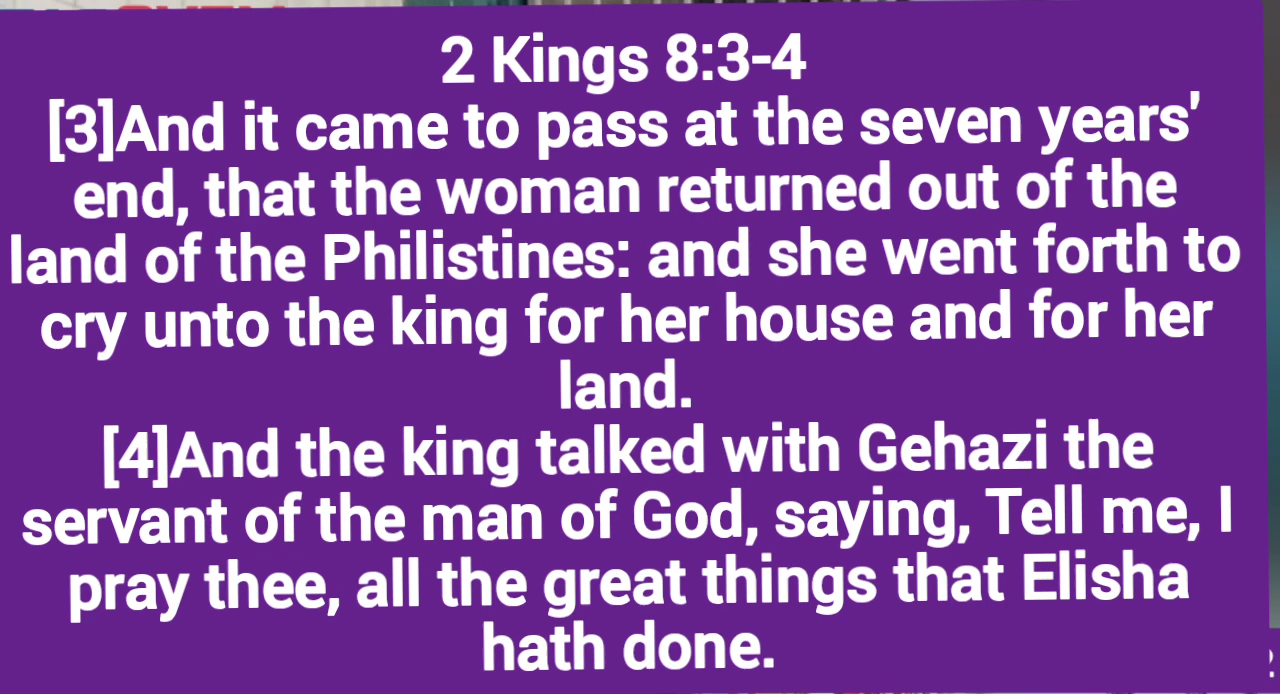 2 Kings 8:3-4
[3]And it came to pass at the seven years'
end, that the woman returned out of the
land of the Philistines: and she went forth to
cry unto the king for her house and for her
land.
[4]And the king talked with Gehazi the
servant of the man of God, saying, Tell me, I
pray thee, all the great things that Elisha
hath done.